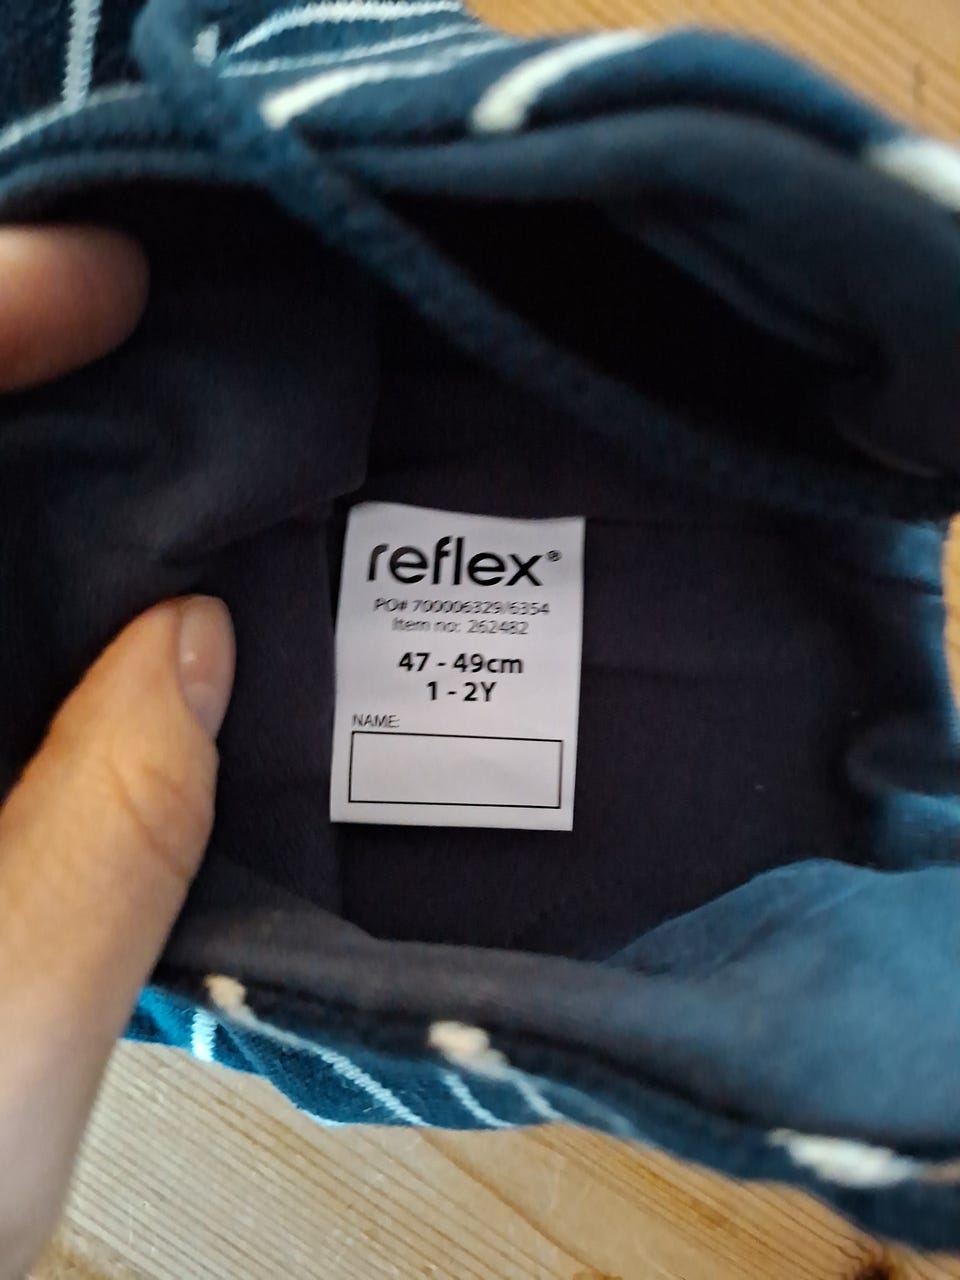 reflex®
PO# 700006329/6354
Item no: 262482
47 - 49cm
1 - 2Y
NAME: